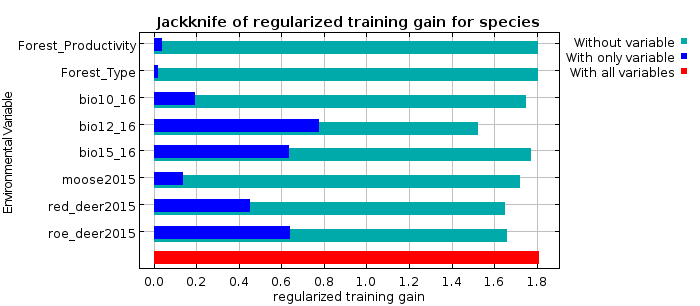 Jackknife of regularized training gain for species
Environmental Variable
Forest_Productivity
Forest_Type
bio10_16
bio12_16
bio15_16
moose2015
red_deer2015
roe_deer2015
Without variable
With only variable
With all variables
0.0 0.2 0.4 0.6 0.8 1.0 1.2 1.4 1.6 1.8
regularized training gain